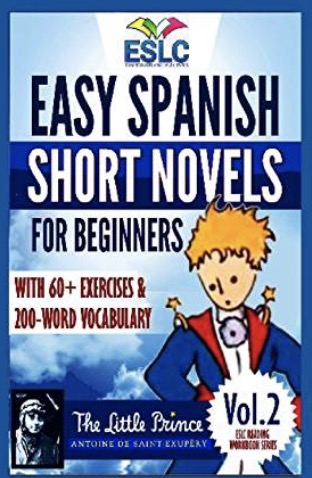 ESLC
EASY SPANISH
SHORT NOVELS
FOR BEGINNERS
WITH 60+ EXERCISES &
200-WORD VOCABULARY
The Little Prince
ANTOINE DE SAINT EXUPÉRY
Vol.2
ESLC READING
WORKBOOK SERIES